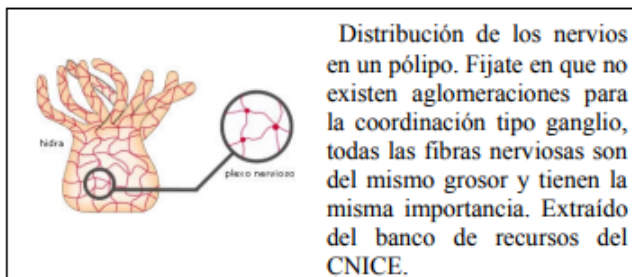 hidra
plexo nervioso
Distribución de los nervios
en un pólipo. Fijate en que no
existen aglomeraciones para
la coordinación tipo ganglio,
todas las fibras nerviosas son
del mismo grosor y tienen la
misma importancia. Extraído
del banco de recursos del
CNICE.